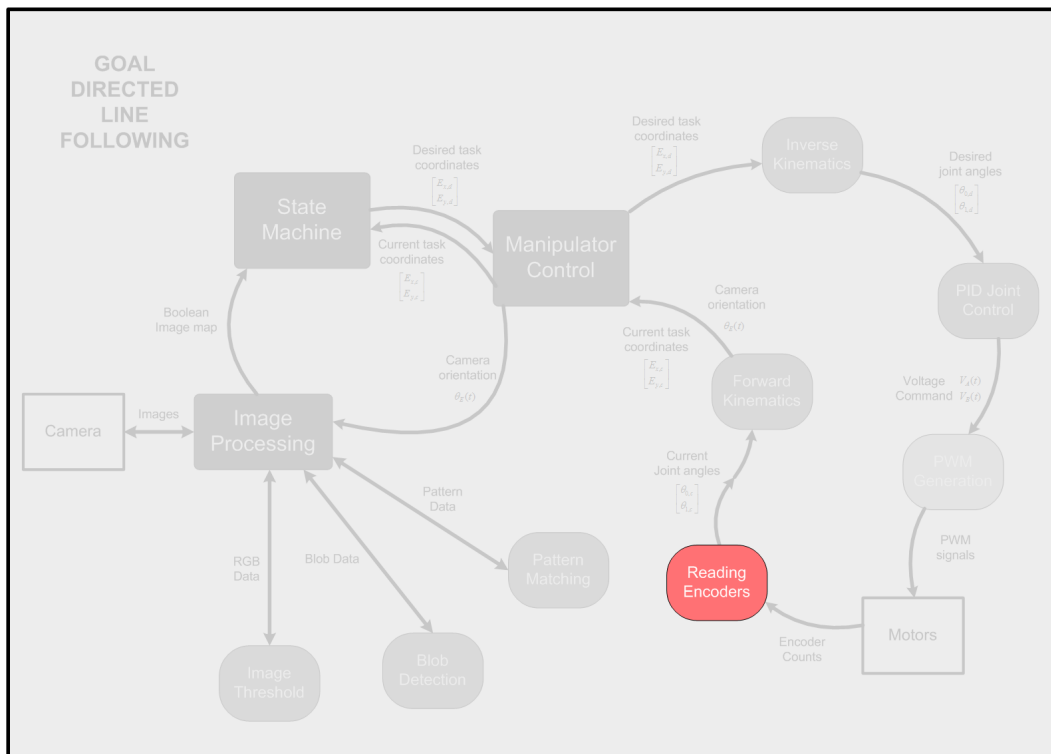 GOAL
DIRECTED
LINE
FOLLOWING
Desired task
coordinates
Desired task
coordinates
Inverse
Kinematics
Desired
joint angles
State
Machine
Manipulator
Control
Current task
coordinates
PID Joint
Control
Boolean
Image map
Camera
orientation
θ_E(t)
Current task
coordinates
Camera
orientation
Forward
Kinematics
Voltage
Command
Camera
Images
Image
Processing
Current
Joint angles
PWM
Generation
Pattern
Data
PWM
signals
RGB
Data
Blob Data
Pattern
Matching
Reading
Encoders
Motors
Encoder
Counts
Image
Threshold
Blob
Detection